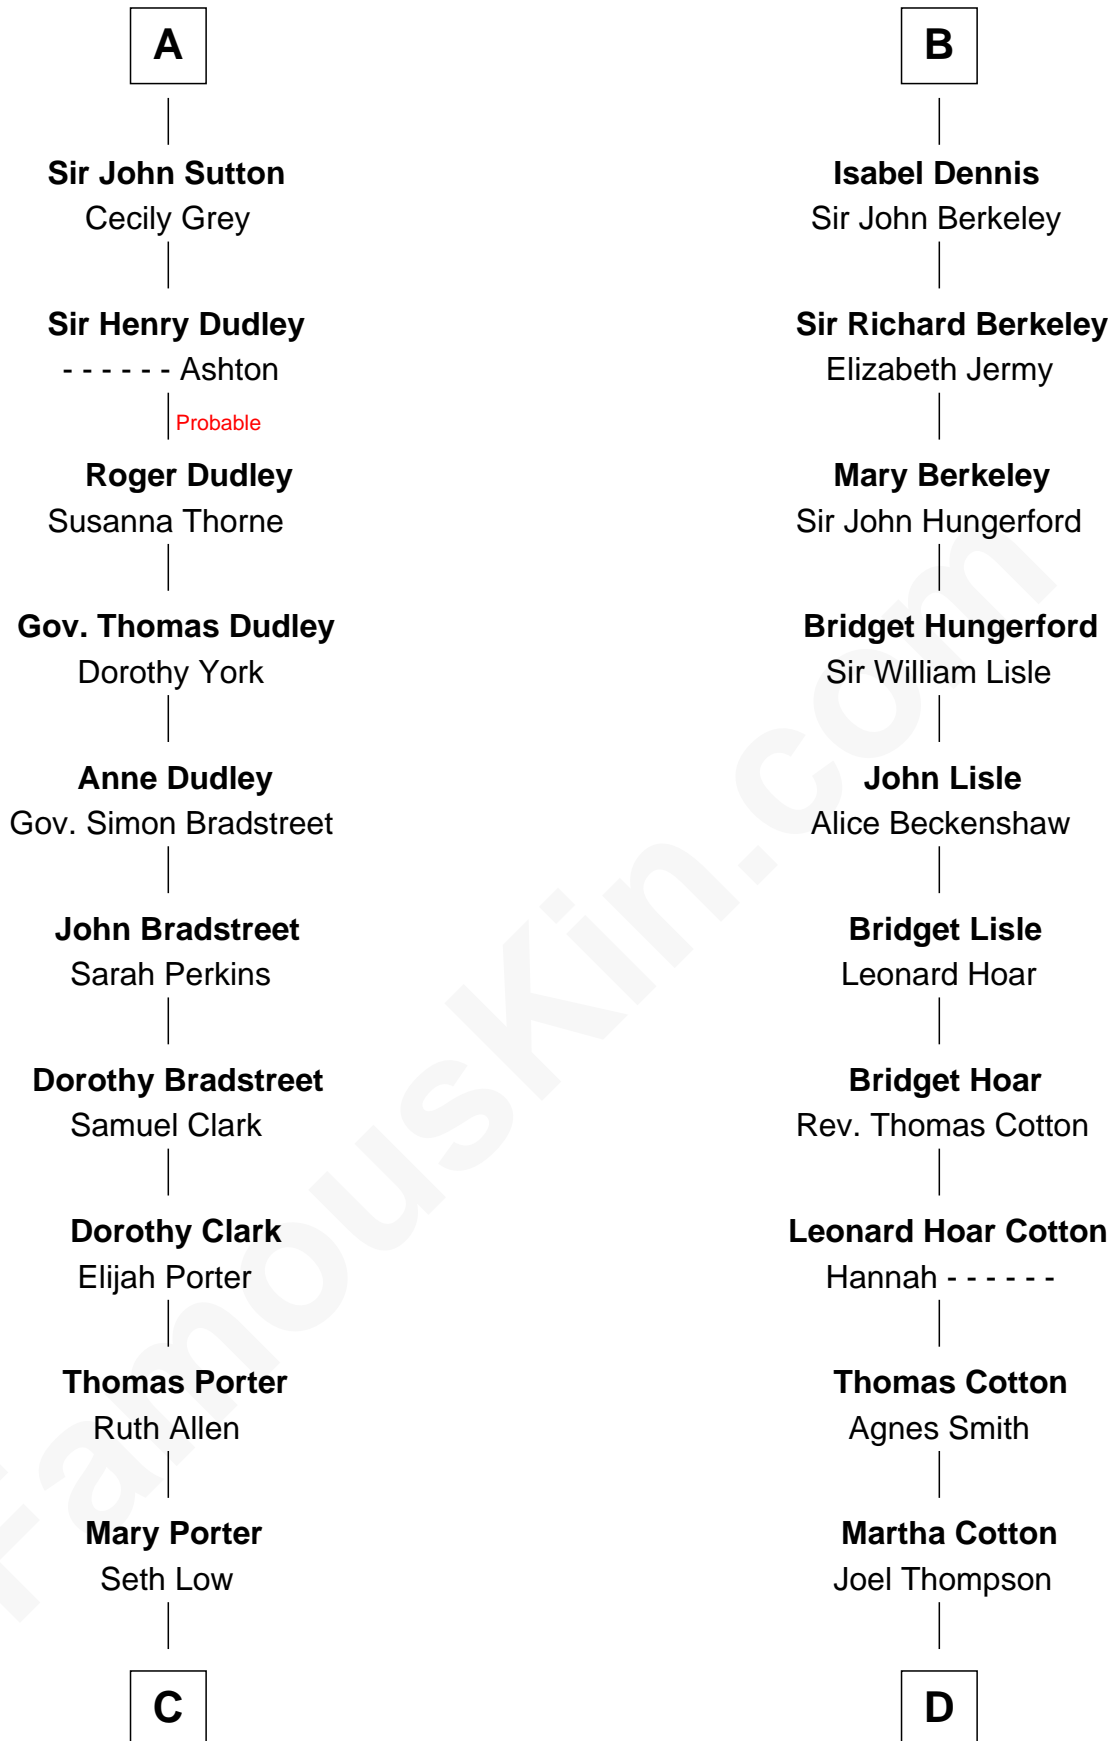 A
Sir John Sutton
Cecily Grey
Sir Henry Dudley
- - - - - - Ashton
Probable
Roger Dudley
Susanna Thorne
Gov. Thomas Dudley
Dorothy York
Anne Dudley
Gov. Simon Bradstreet
John Bradstreet
Sarah Perkins
Dorothy Bradstreet
Samuel Clark
Dorothy Clark
Elijah Porter
Thomas Porter
Ruth Allen
Mary Porter
Seth Low
C
B
Isabel Dennis
Sir John Berkeley
Sir Richard Berkeley
Elizabeth Jermy
Mary Berkeley
Sir John Hungerford
Bridget Hungerford
Sir William Lisle
John Lisle
Alice Beckenshaw
Bridget Lisle
Leonard Hoar
Bridget Hoar
Rev. Thomas Cotton
Leonard Hoar Cotton
Hannah - - - - - -
Thomas Cotton
Agnes Smith
Martha Cotton
Joel Thompson
D
FamousKin.com